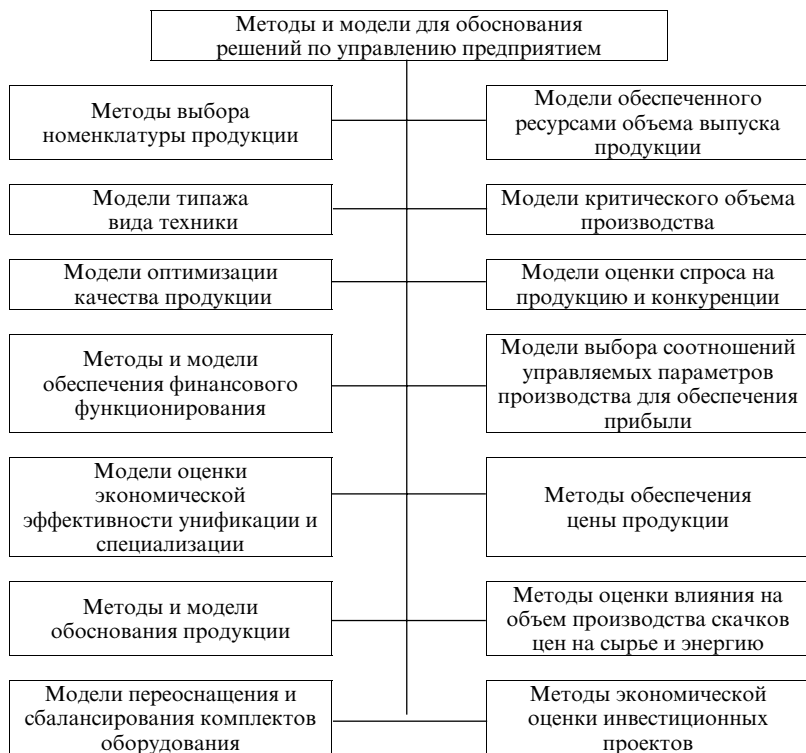 Методы и модели для обоснования
решений по управлению предприятием
Методы выбора
номенклатуры продукции
Модели обеспеченного
ресурсами объема выпуска
продукции
Модели типажа
вида техники
Модели критического объема
производства
Модели оптимизации
качества продукции
Модели оценки спроса на
продукцию и конкуренции
Методы и модели
обеспечения финансового
функционирования
Модели выбора соотношений
управляемых параметров
производства для обеспечения
прибыли
Модели оценки
экономической
эффективности унификации и
специализации
Методы обеспечения
цены продукции
Методы и модели
обоснования продукции
Методы оценки влияния на
объем производства скачков
цен на сырье и энергию
Модели переоснащения и
сбалансирования комплектов
оборудования
Методы экономической
оценки инвестиционных
проектов